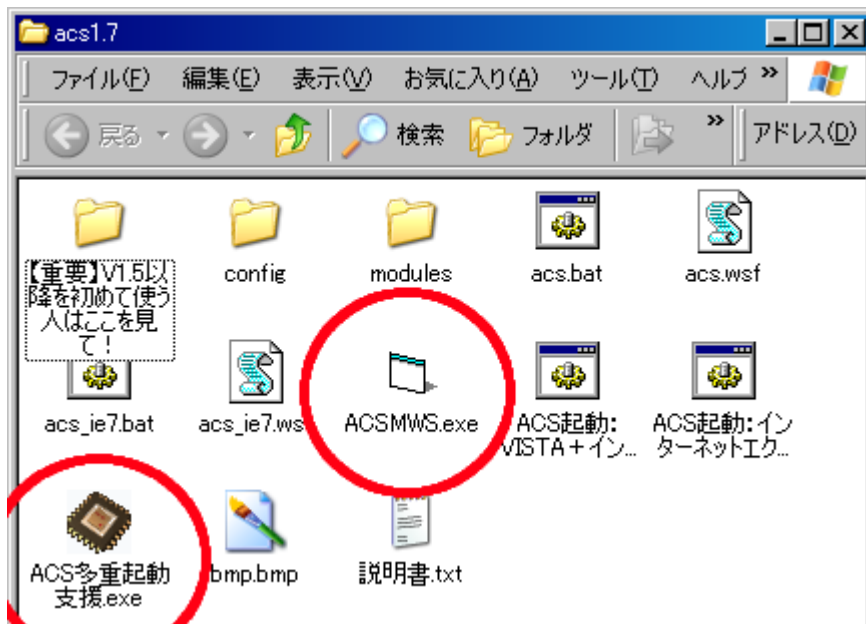 acs1.7
ファイル(F) 編集(E) 表示(V) お気に入り(A) ツール(T) ヘルプ »
戻る 検索 フォルダ » アドレス(D)
【重要】V1.5以
降を初めて使う
人はここを見
て!
config
modules
acs.bat
acs.wsf
acs_ie7.bat
acs_ie7.ws
ACSMWS.exe
ACS起動:
VISTA+イン...
ACS起動:イン
ターネットエク...
ACS多重起動
支援.exe
bmp.bmp
説明書.txt